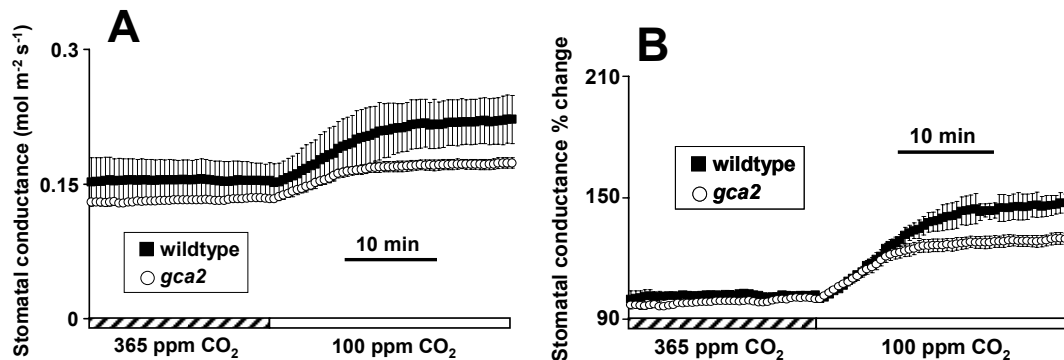 A
Stomatal conductance (mol m⁻² s⁻¹)
0.3
0.15
0
wildtype
gca2
10 min
365 ppm CO₂
100 ppm CO₂
B
Stomatal conductance % change
210
150
90
10 min
wildtype
gca2
365 ppm CO₂
100 ppm CO₂